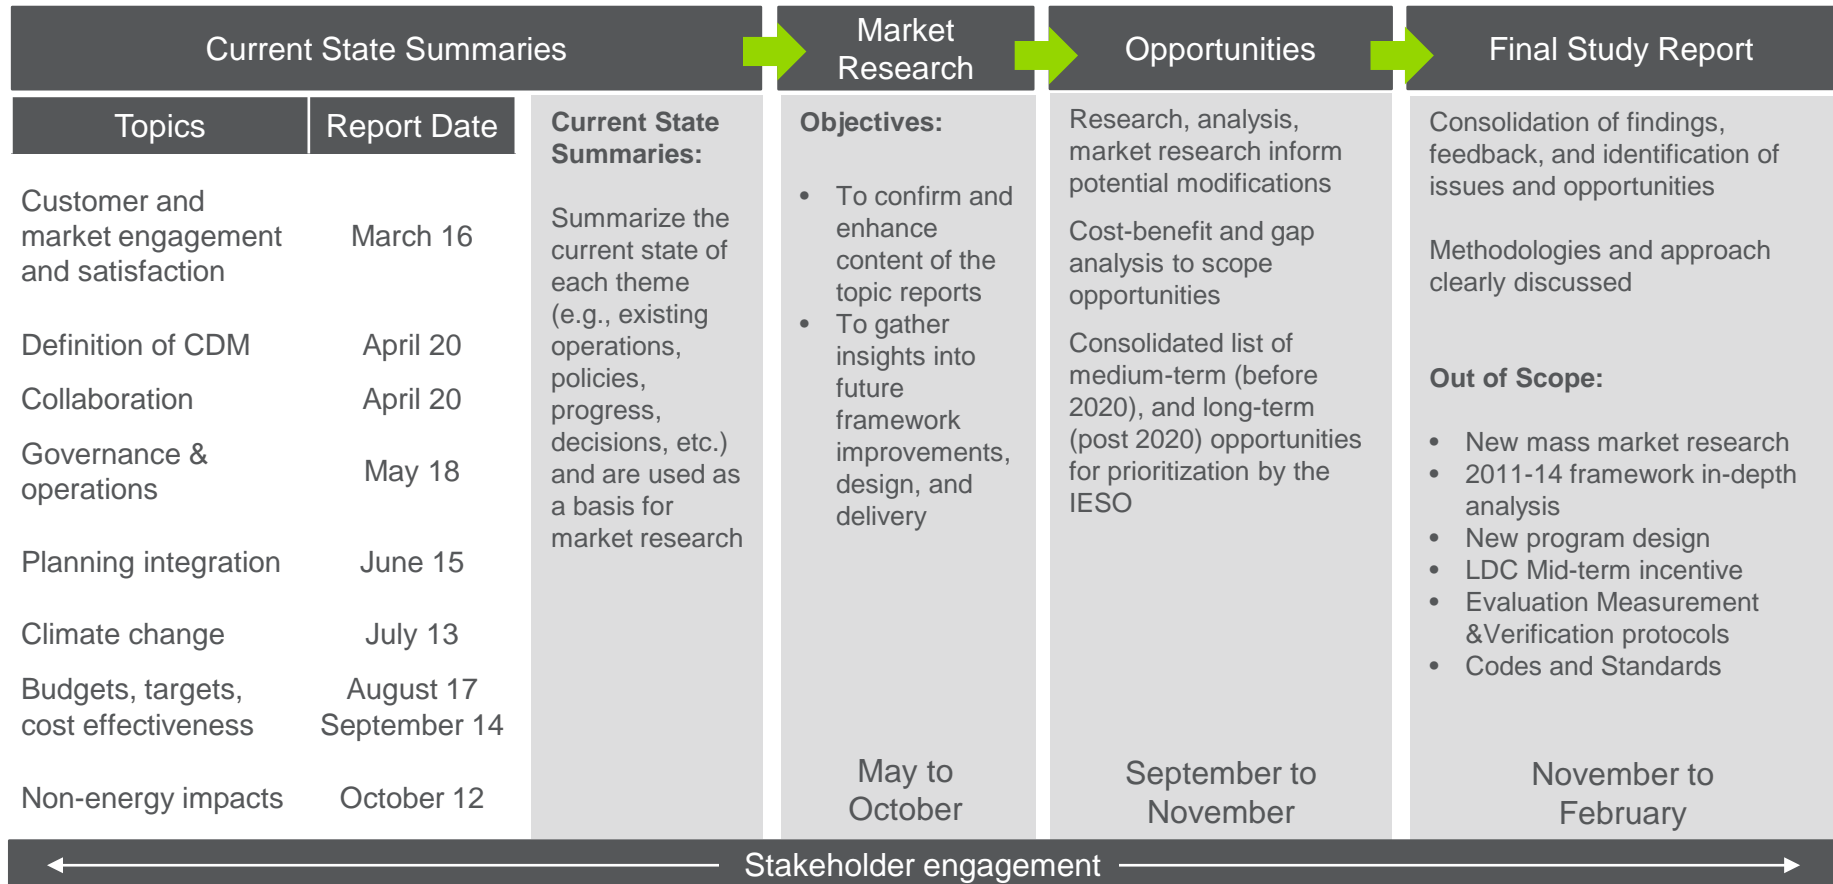 Current State Summaries
Market
Research
Opportunities
Final Study Report
Topics
Report Date
Customer and
market engagement
and satisfaction
March 16
Definition of CDM
April 20
Collaboration
April 20
Governance &
operations
May 18
Planning integration
June 15
Climate change
July 13
Budgets, targets,
cost effectiveness
August 17
September 14
Non-energy impacts
October 12
Current State
Summaries:
Summarize the
current state of
each theme
(e.g., existing
operations,
policies,
progress,
decisions, etc.)
and are used as
a basis for
market research
Objectives:
• To confirm and
enhance
content of the
topic reports
• To gather
insights into
future
framework
improvements,
design, and
delivery
May to
October
Research, analysis,
market research inform
potential modifications
Cost-benefit and gap
analysis to scope
opportunities
Consolidated list of
medium-term (before
2020), and long-term
(post 2020) opportunities
for prioritization by the
IESO
September to
November
Consolidation of findings,
feedback, and identification of
issues and opportunities
Methodologies and approach
clearly discussed
Out of Scope:
• New mass market research
• 2011-14 framework in-depth
analysis
• New program design
• LDC Mid-term incentive
• Evaluation Measurement
&Verification protocols
• Codes and Standards
November to
February
Stakeholder engagement